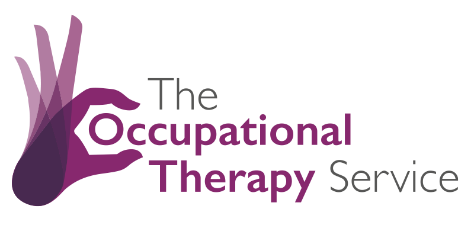 The
Occupational
Therapy Service